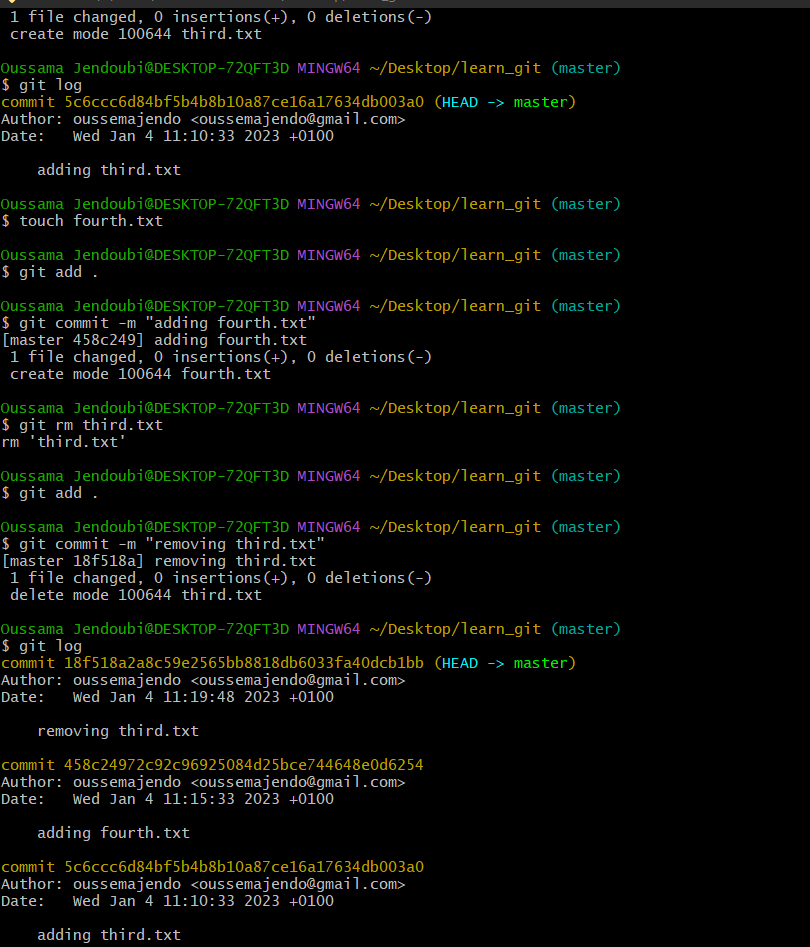 1 file changed, 0 insertions(+), 0 deletions(-)
create mode 100644 third.txt
Oussama Jendoubi@DESKTOP-72QFT3D MINGW64 ~/Desktop/learn_git (master)
$ git log
commit 5c6ccc6d84bf5b4b8b10a87ce16a17634db003a0 (HEAD -> master)
Author: oussemajendo <oussemajendo@gmail.com>
Date:   Wed Jan 4 11:10:33 2023 +0100
adding third.txt
Oussama Jendoubi@DESKTOP-72QFT3D MINGW64 ~/Desktop/learn_git (master)
$ touch fourth.txt
Oussama Jendoubi@DESKTOP-72QFT3D MINGW64 ~/Desktop/learn_git (master)
$ git add .
Oussama Jendoubi@DESKTOP-72QFT3D MINGW64 ~/Desktop/learn_git (master)
$ git commit -m "adding fourth.txt"
[master 458c249] adding fourth.txt
1 file changed, 0 insertions(+), 0 deletions(-)
create mode 100644 fourth.txt
Oussama Jendoubi@DESKTOP-72QFT3D MINGW64 ~/Desktop/learn_git (master)
$ git rm third.txt
rm 'third.txt'
Oussama Jendoubi@DESKTOP-72QFT3D MINGW64 ~/Desktop/learn_git (master)
$ git add .
Oussama Jendoubi@DESKTOP-72QFT3D MINGW64 ~/Desktop/learn_git (master)
$ git commit -m "removing third.txt"
[master 18f518a] removing third.txt
1 file changed, 0 insertions(+), 0 deletions(-)
delete mode 100644 third.txt
Oussama Jendoubi@DESKTOP-72QFT3D MINGW64 ~/Desktop/learn_git (master)
$ git log
commit 18f518a2a8c59e2565bb8818db6033fa40dcb1bb (HEAD -> master)
Author: oussemajendo <oussemajendo@gmail.com>
Date:   Wed Jan 4 11:19:48 2023 +0100
removing third.txt
commit 458c24972c92c96925084d25bce744648e0d6254
Author: oussemajendo <oussemajendo@gmail.com>
Date:   Wed Jan 4 11:15:33 2023 +0100
adding fourth.txt
commit 5c6ccc6d84bf5b4b8b10a87ce16a17634db003a0
Author: oussemajendo <oussemajendo@gmail.com>
Date:   Wed Jan 4 11:10:33 2023 +0100
adding third.txt